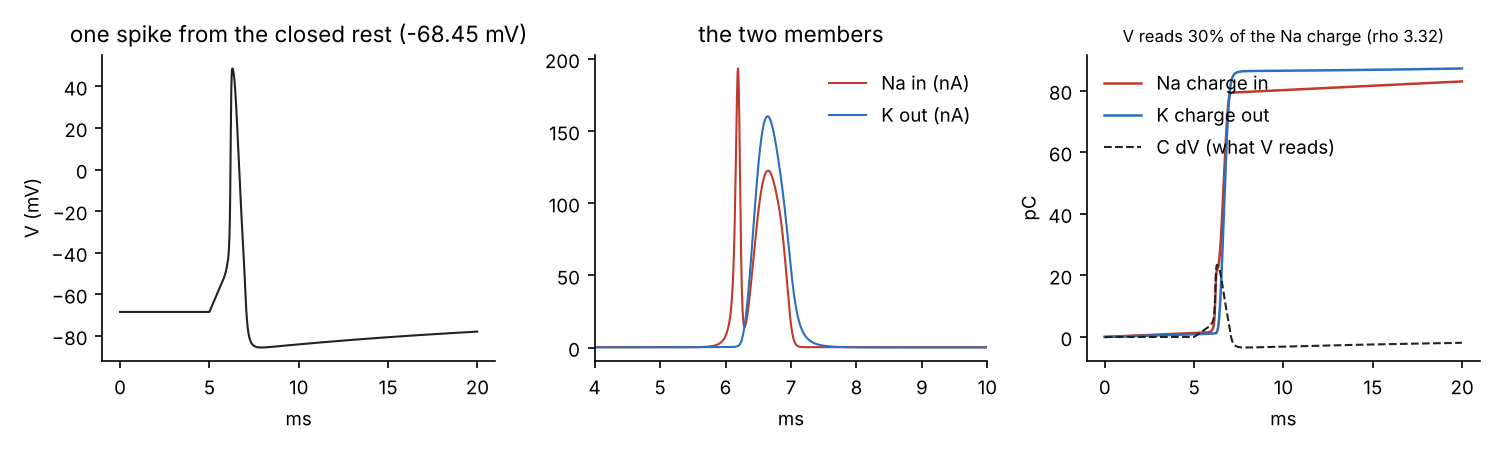 one spike from the closed rest (-68.45 mV)
V (mV)
40
20
0
−20
−40
−60
−80
0 5 10 15 20
ms
the two members
200
150
100
50
0
Na in (nA)
K out (nA)
4 5 6 7 8 9 10
ms
V reads 30% of the Na charge (rho 3.32)
pC
80
60
40
20
0
Na charge in
K charge out
C dV (what V reads)
0 5 10 15 20
ms